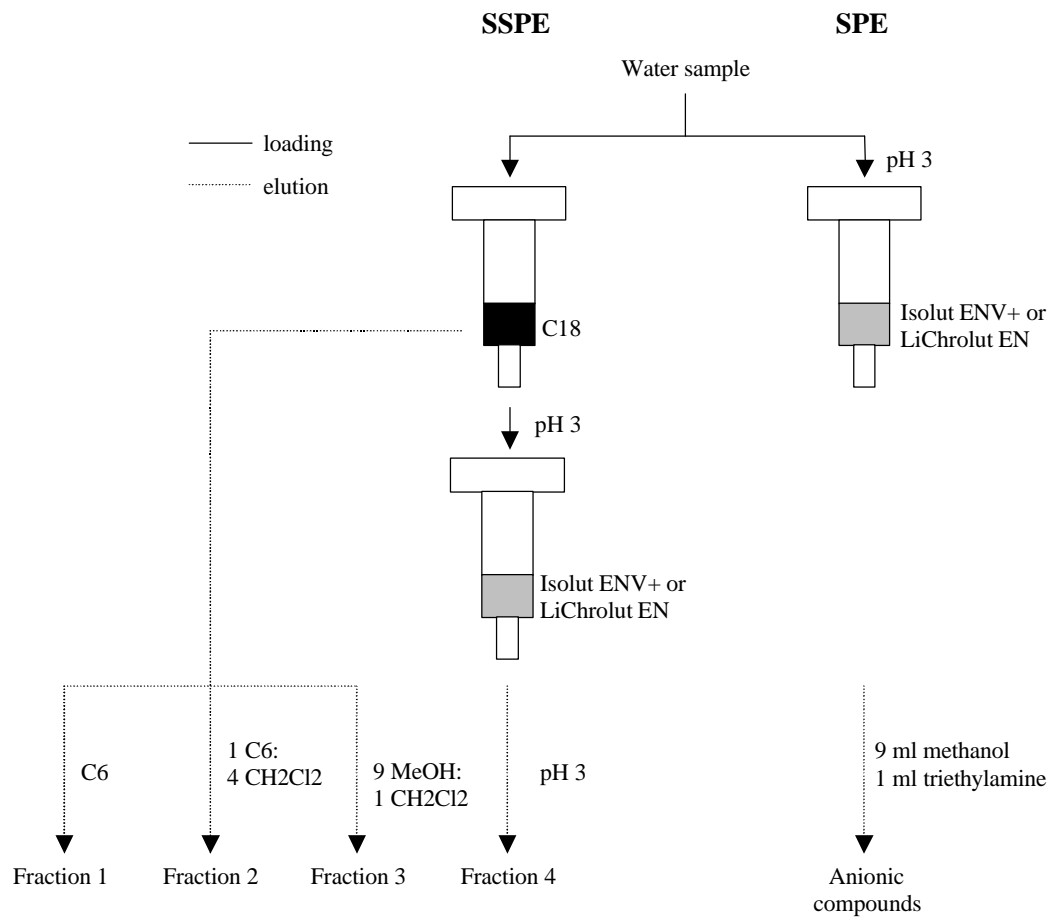 SSPE
SPE
Water sample
loading
elution
pH 3
C18
Isolut ENV+ or
LiChrolut EN
pH 3
Isolut ENV+ or
LiChrolut EN
C6
1 C6:
4 CH2Cl2
9 MeOH:
1 CH2Cl2
pH 3
9 ml methanol
1 ml triethylamine
Fraction 1
Fraction 2
Fraction 3
Fraction 4
Anionic
compounds